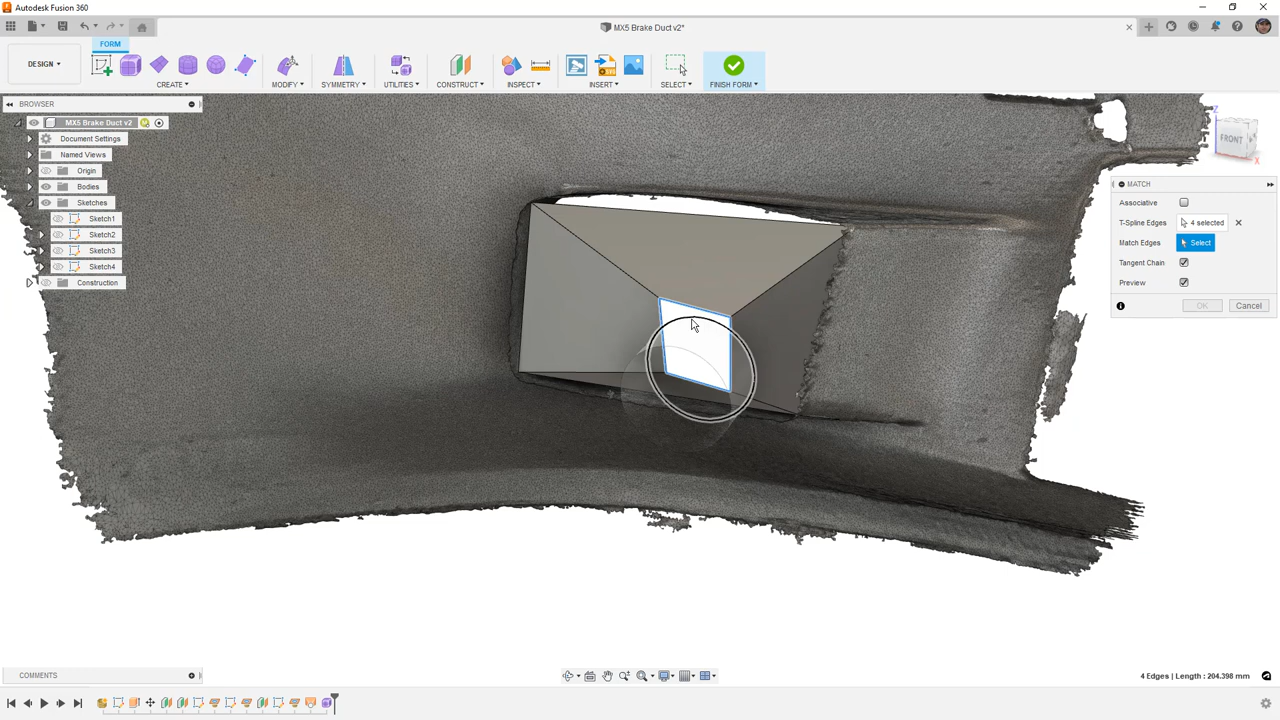 Autodesk Fusion 360
MX5 Brake Duct v2*
FORM
DESIGN
CREATE
MODIFY
SYMMETRY
UTILITIES
CONSTRUCT
INSPECT
INSERT
SELECT
FINISH FORM
BROWSER
MX5 Brake Duct v2
Document Settings
Named Views
Origin
Bodies
Sketches
Sketch1
Sketch2
Sketch3
Sketch4
Construction
Z
FRONT
X
MATCH
Associative
T-Spline Edges 4 selected
Match Edges Select
Tangent Chain
Preview
OK Cancel
COMMENTS
4 Edges | Length : 204.398 mm